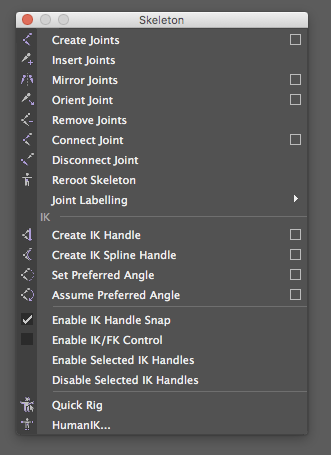 Skeleton
Create Joints
Insert Joints
Mirror Joints
Orient Joint
Remove Joints
Connect Joint
Disconnect Joint
Reroot Skeleton
Joint Labelling
IK
Create IK Handle
Create IK Spline Handle
Set Preferred Angle
Assume Preferred Angle
Enable IK Handle Snap
Enable IK/FK Control
Enable Selected IK Handles
Disable Selected IK Handles
Quick Rig
HumanIK...